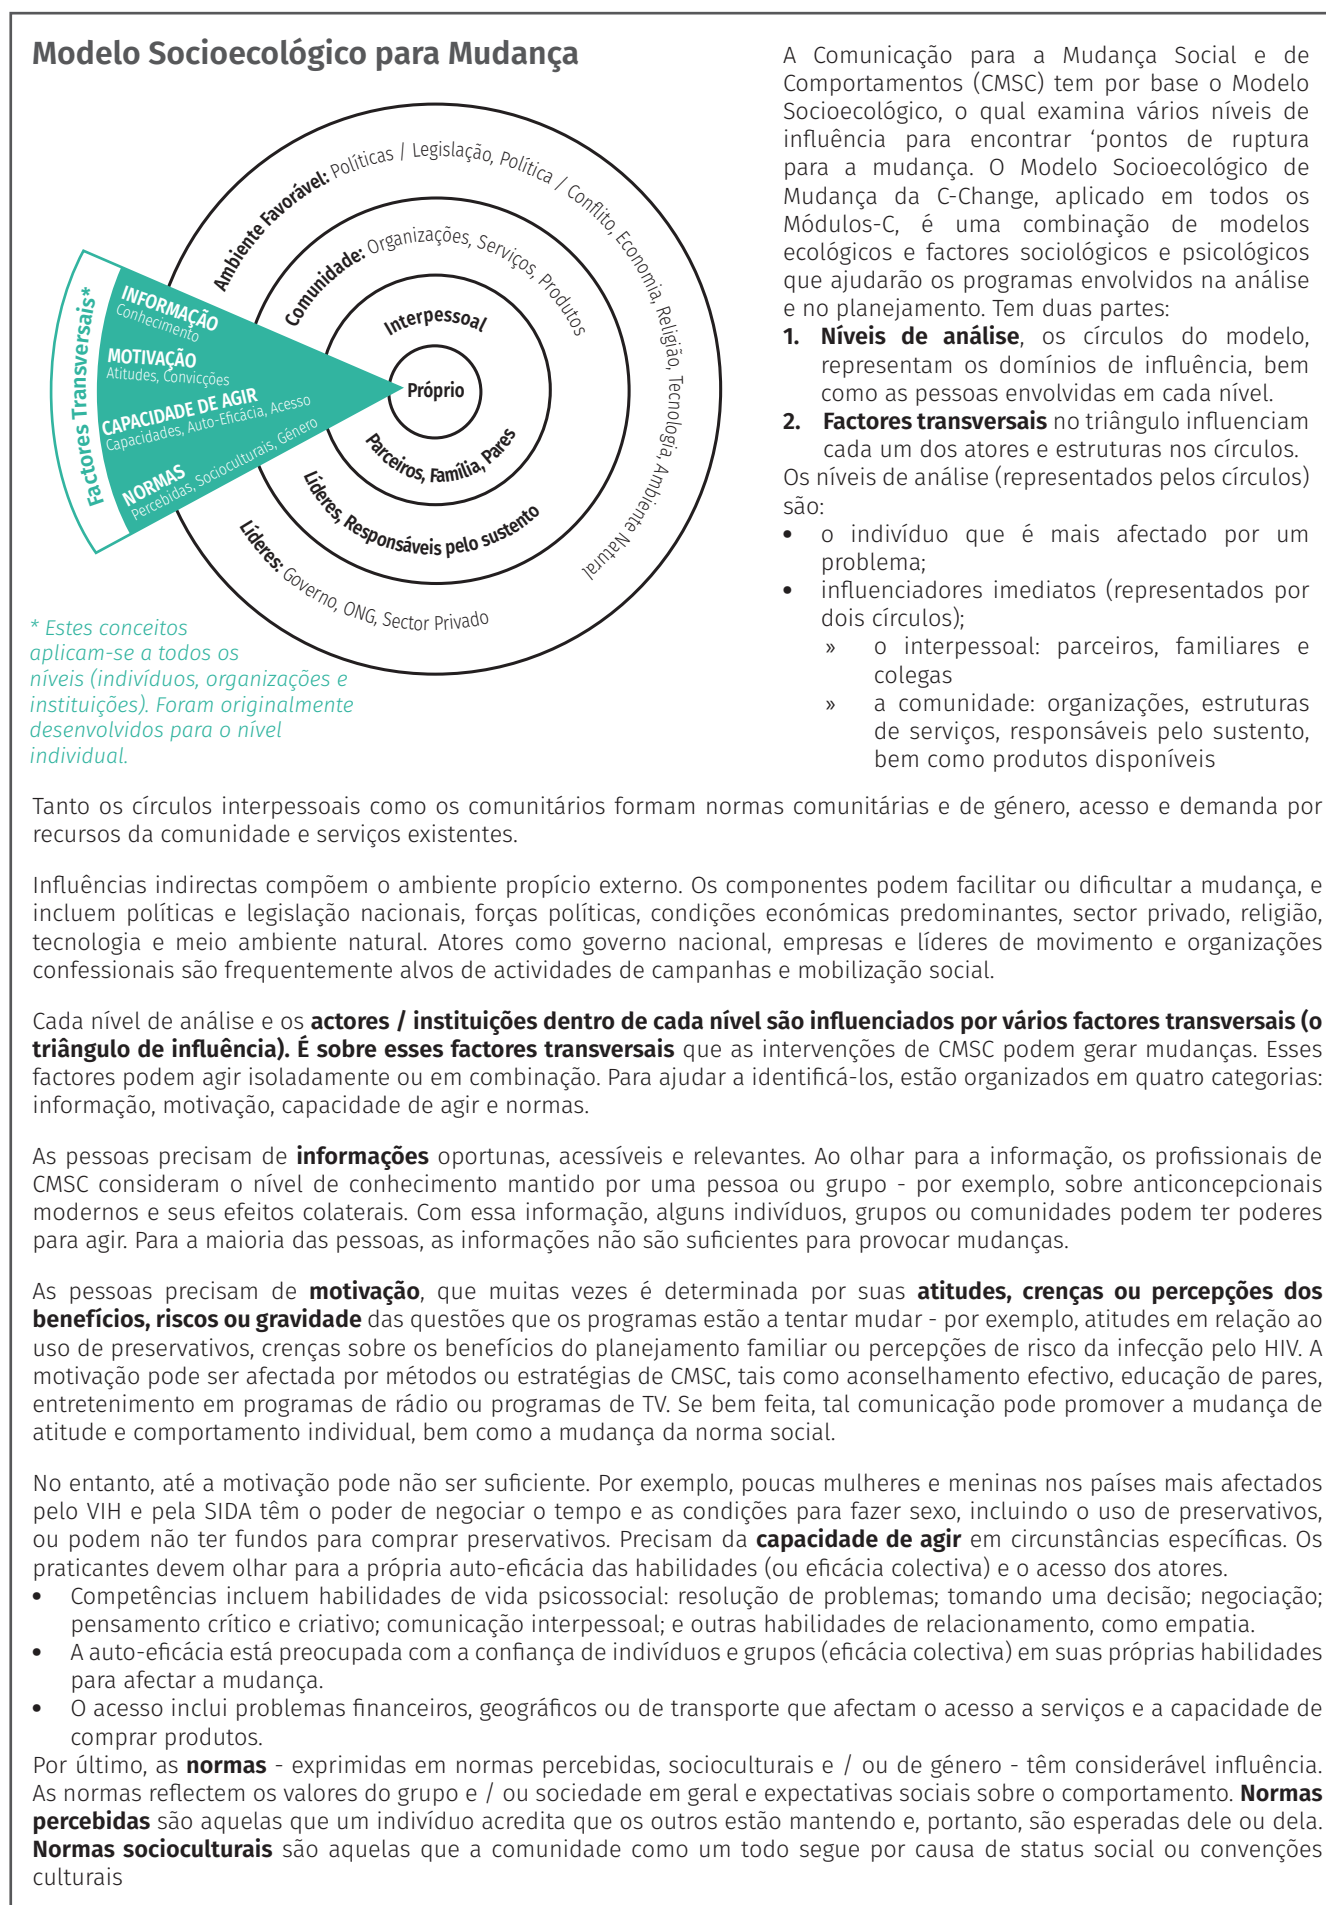 Modelo Socioecológico para Mudança
Ambiente Favorável: Políticas / Legislação, Política / Conflito, Economia, Religião, Tecnologia, Ambiente Natural
Comunidade: Organizações, Serviços, Produtos
Interpessoal
Próprio
Parceiros, Família, Pares
Líderes, Responsáveis pelo sustento
Líderes: Governo, ONG, Sector Privado
Factores Transversais*
INFORMAÇÃO
Conhecimento
MOTIVAÇÃO
Atitudes, Convicções
CAPACIDADE DE AGIR
Capacidades, Auto-Eficácia, Acesso
NORMAS
Percebidas, Socioculturais, Género
* Estes conceitos
aplicam-se a todos os
níveis (indivíduos, organizações e
instituições). Foram originalmente
desenvolvidos para o nível
individual.
A Comunicação para a Mudança Social e de
Comportamentos (CMSC) tem por base o Modelo
Socioecológico, o qual examina vários níveis de
influência para encontrar ‘pontos de ruptura
para a mudança. O Modelo Socioecológico de
Mudança da C-Change, aplicado em todos os
Módulos-C, é uma combinação de modelos
ecológicos e factores sociológicos e psicológicos
que ajudarão os programas envolvidos na análise
e no planejamento. Tem duas partes:
1. Níveis de análise, os círculos do modelo,
representam os domínios de influência, bem
como as pessoas envolvidas em cada nível.
2. Factores transversais no triângulo influenciam
cada um dos atores e estruturas nos círculos.
Os níveis de análise (representados pelos círculos)
são:
• o indivíduo que é mais afectado por um
problema;
• influenciadores imediatos (representados por
dois círculos);
» o interpessoal: parceiros, familiares e
colegas
» a comunidade: organizações, estruturas
de serviços, responsáveis pelo sustento,
bem como produtos disponíveis
Tanto os círculos interpessoais como os comunitários formam normas comunitárias e de género, acesso e demanda por
recursos da comunidade e serviços existentes.
Influências indirectas compõem o ambiente propício externo. Os componentes podem facilitar ou dificultar a mudança, e
incluem políticas e legislação nacionais, forças políticas, condições económicas predominantes, sector privado, religião,
tecnologia e meio ambiente natural. Atores como governo nacional, empresas e líderes de movimento e organizações
confessionais são frequentemente alvos de actividades de campanhas e mobilização social.
Cada nível de análise e os actores / instituições dentro de cada nível são influenciados por vários factores transversais (o
triângulo de influência). É sobre esses factores transversais que as intervenções de CMSC podem gerar mudanças. Esses
factores podem agir isoladamente ou em combinação. Para ajudar a identificá-los, estão organizados em quatro categorias:
informação, motivação, capacidade de agir e normas.
As pessoas precisam de informações oportunas, acessíveis e relevantes. Ao olhar para a informação, os profissionais de
CMSC consideram o nível de conhecimento mantido por uma pessoa ou grupo - por exemplo, sobre anticoncepcionais
modernos e seus efeitos colaterais. Com essa informação, alguns indivíduos, grupos ou comunidades podem ter poderes
para agir. Para a maioria das pessoas, as informações não são suficientes para provocar mudanças.
As pessoas precisam de motivação, que muitas vezes é determinada por suas atitudes, crenças ou percepções dos
benefícios, riscos ou gravidade das questões que os programas estão a tentar mudar - por exemplo, atitudes em relação ao
uso de preservativos, crenças sobre os benefícios do planejamento familiar ou percepções de risco da infecção pelo HIV. A
motivação pode ser afectada por métodos ou estratégias de CMSC, tais como aconselhamento efectivo, educação de pares,
entretenimento em programas de rádio ou programas de TV. Se bem feita, tal comunicação pode promover a mudança de
atitude e comportamento individual, bem como a mudança da norma social.
No entanto, até a motivação pode não ser suficiente. Por exemplo, poucas mulheres e meninas nos países mais afectados
pelo VIH e pela SIDA têm o poder de negociar o tempo e as condições para fazer sexo, incluindo o uso de preservativos,
ou podem não ter fundos para comprar preservativos. Precisam da capacidade de agir em circunstâncias específicas. Os
praticantes devem olhar para a própria auto-eficácia das habilidades (ou eficácia colectiva) e o acesso dos atores.
• Competências incluem habilidades de vida psicossocial: resolução de problemas; tomando uma decisão; negociação;
pensamento crítico e criativo; comunicação interpessoal; e outras habilidades de relacionamento, como empatia.
• A auto-eficácia está preocupada com a confiança de indivíduos e grupos (eficácia colectiva) em suas próprias habilidades
para afectar a mudança.
• O acesso inclui problemas financeiros, geográficos ou de transporte que afectam o acesso a serviços e a capacidade de
comprar produtos.
Por último, as normas - exprimidas em normas percebidas, socioculturais e / ou de género - têm considerável influência.
As normas reflectem os valores do grupo e / ou sociedade em geral e expectativas sociais sobre o comportamento. Normas
percebidas são aquelas que um indivíduo acredita que os outros estão mantendo e, portanto, são esperadas dele ou dela.
Normas socioculturais são aquelas que a comunidade como um todo segue por causa de status social ou convenções
culturais